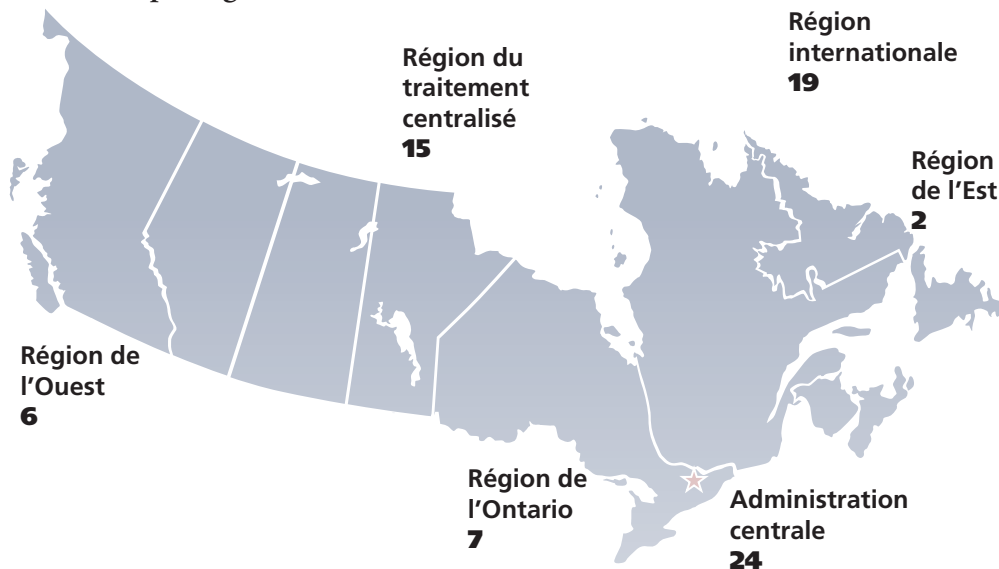 Région du
traitement
centralisé
15
Région
internationale
19
Région
de l'Est
2
Région de
l'Ouest
6
Région de
l'Ontario
7
Administration
centrale
24